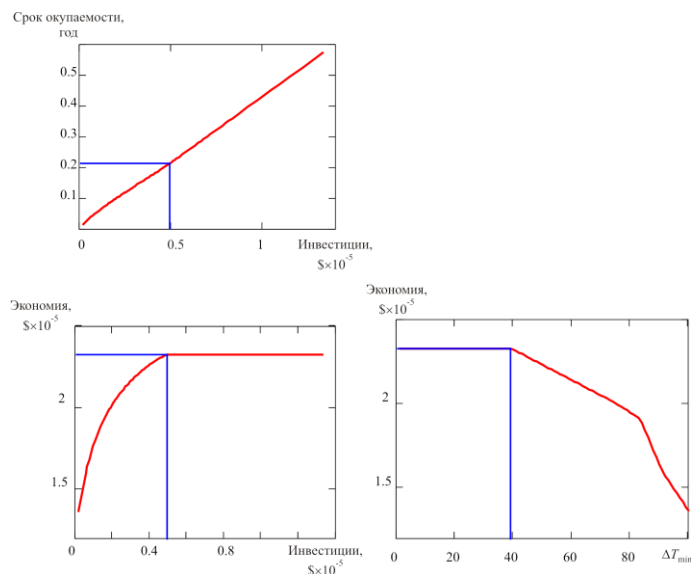 Срок окупаемости,
год
0.5
0.4
0.3
0.2
0.1
0 0.5 1 Инвестиции,
$×10⁻⁵
Экономия,
$×10⁻⁵
2
1.5
0 0.4 0.8 Инвестиции,
$×10⁻⁵
Экономия,
$×10⁻⁵
2
1.5
0 20 40 60 80 ΔTmin